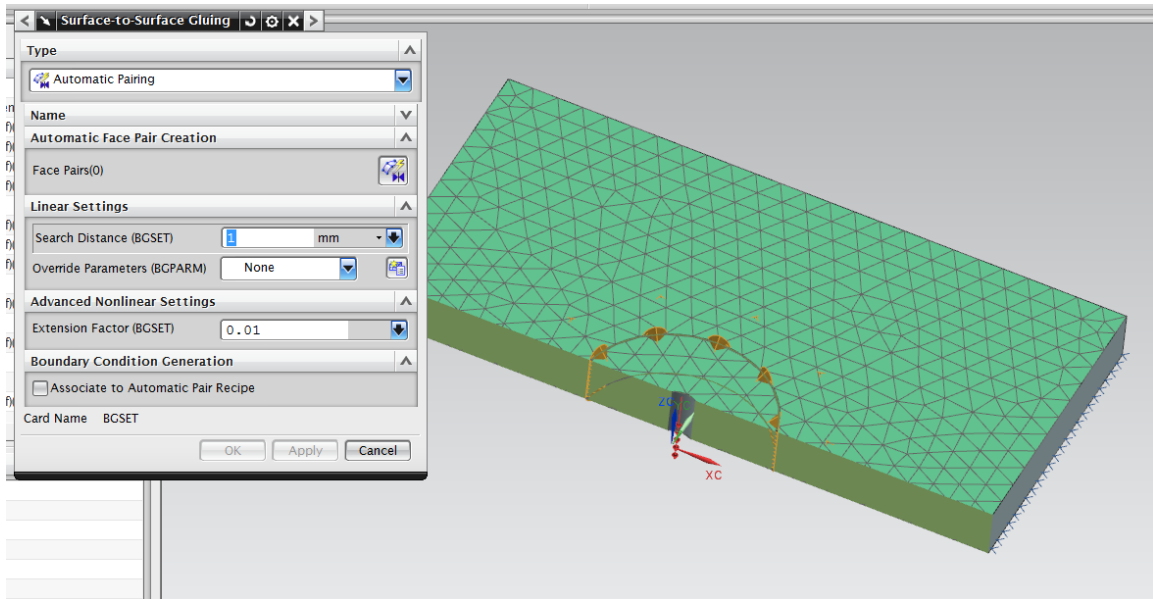 Surface-to-Surface Gluing
Type
Automatic Pairing
Name
Automatic Face Pair Creation
Face Pairs(0)
Linear Settings
Search Distance (BGSET) 1 mm
Override Parameters (BGPARM) None
Advanced Nonlinear Settings
Extension Factor (BGSET) 0.01
Boundary Condition Generation
Associate to Automatic Pair Recipe
Card Name BGSET
OK Apply Cancel
XC